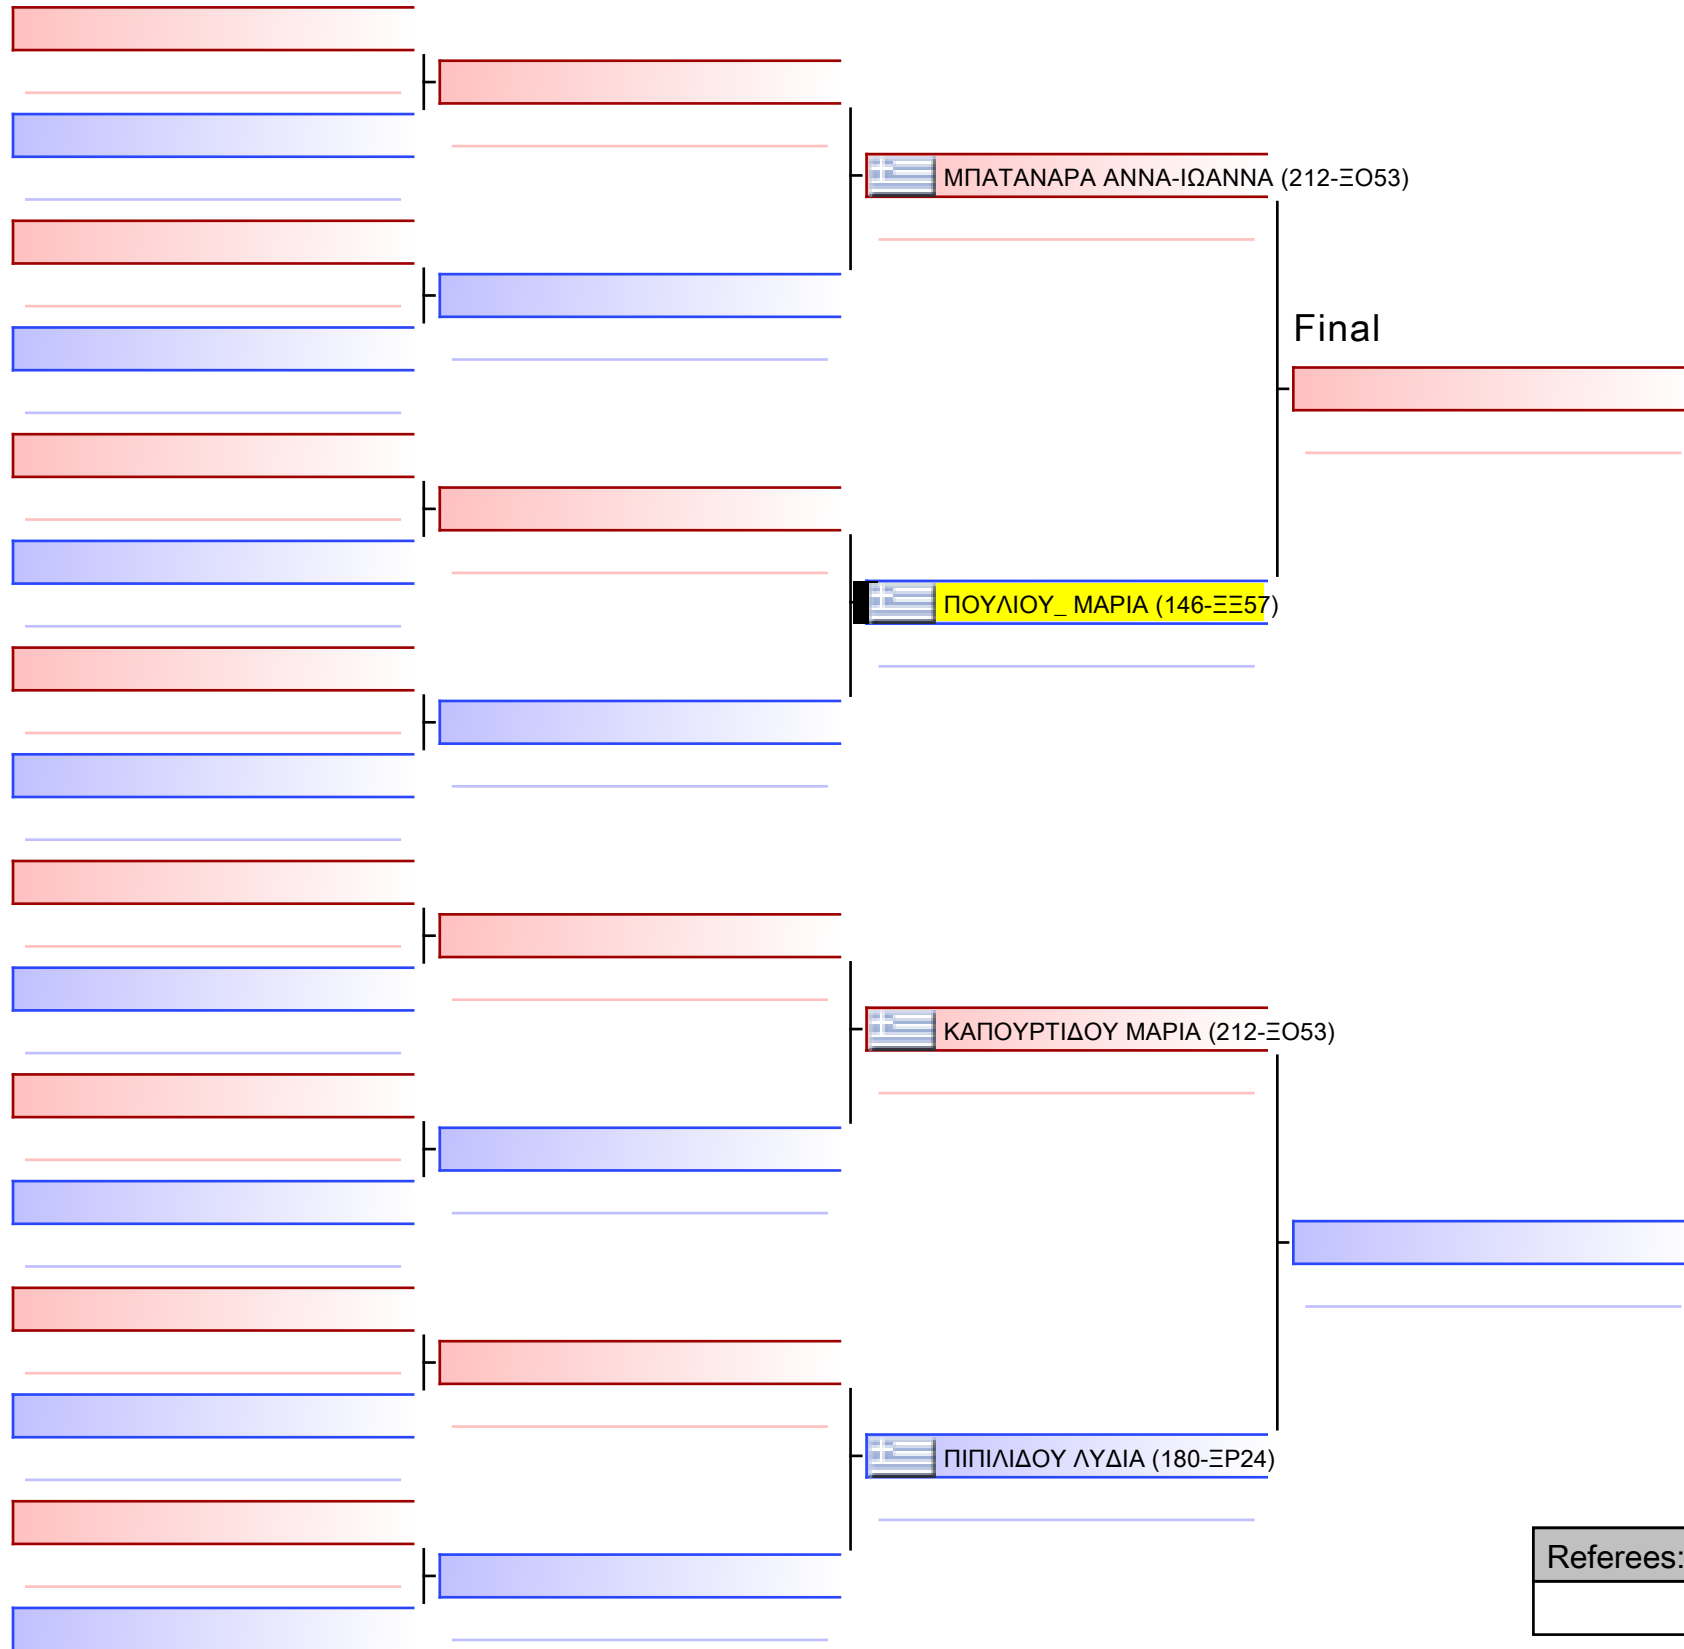 ΜΠΑΤΑΝΑΡΑ ΑΝΝΑ-ΙΩΑΝΝΑ (212-ΞΟ53)
Final
ΠΟΥΛΙΟΥ_ ΜΑΡΙΑ (146-ΞΞ57)
ΚΑΠΟΥΡΤΙΔΟΥ ΜΑΡΙΑ (212-ΞΟ53)
ΠΙΠΙΛΙΔΟΥ ΛΥΔΙΑ (180-ΞΡ24)
Referees: